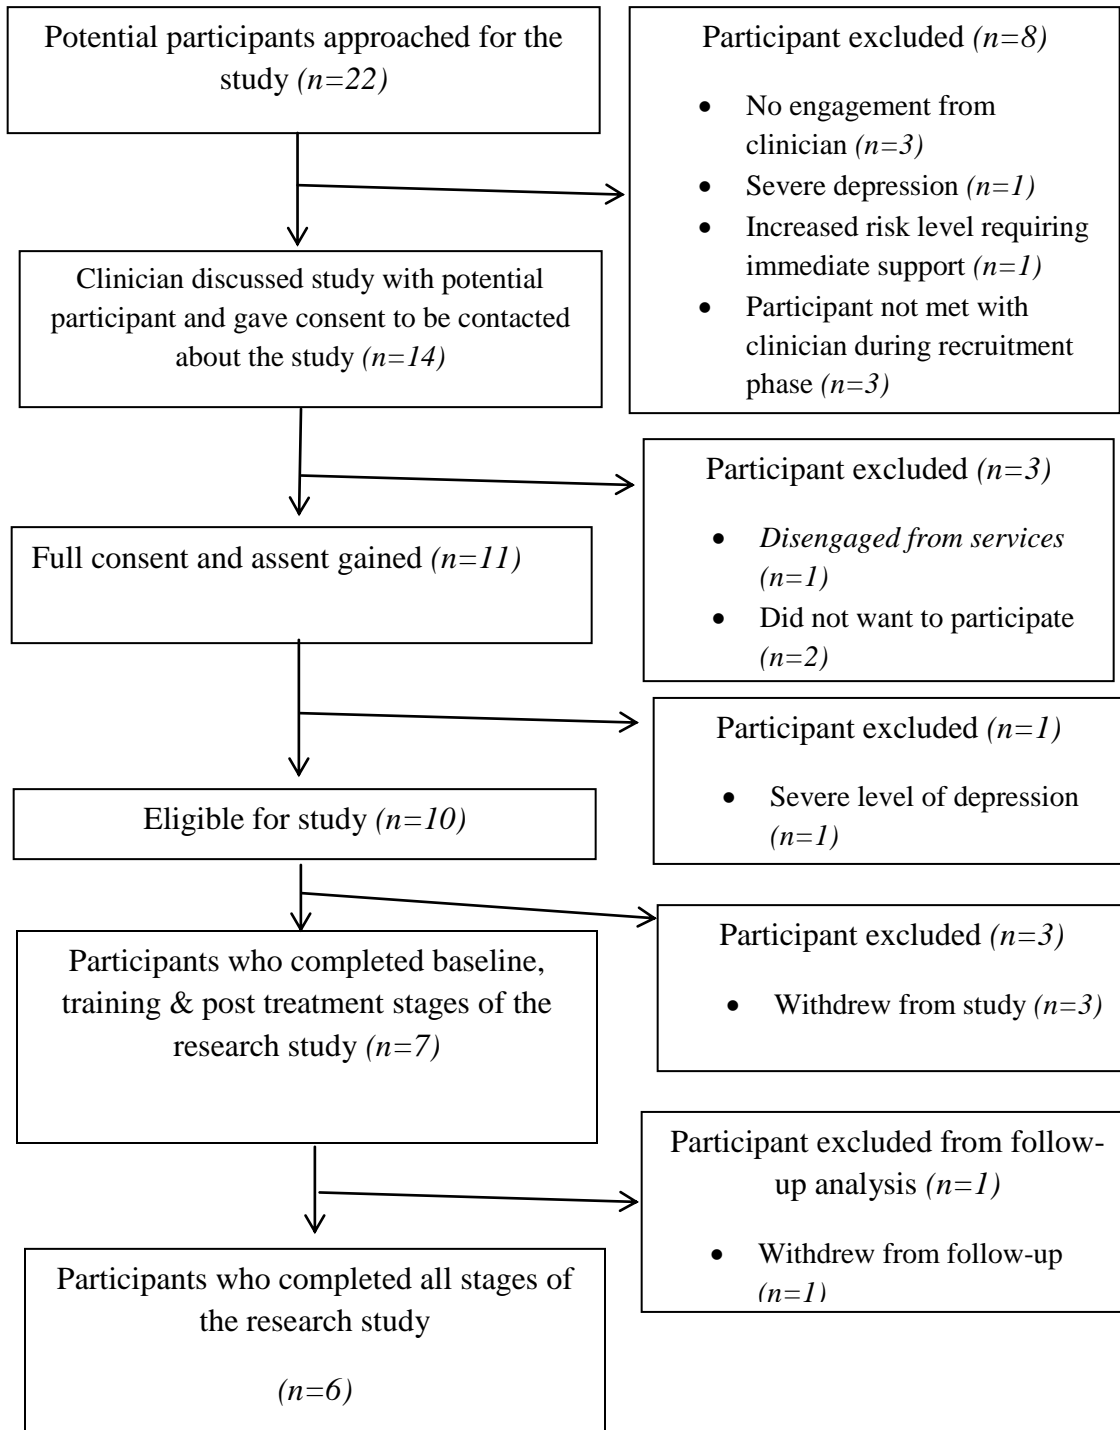 Potential participants approached for the
study (n=22)
Participant excluded (n=8)
• No engagement from
clinician (n=3)
• Severe depression (n=1)
• Increased risk level requiring
immediate support (n=1)
• Participant not met with
clinician during recruitment
phase (n=3)
Clinician discussed study with potential
participant and gave consent to be contacted
about the study (n=14)
Participant excluded (n=3)
• Disengaged from services
(n=1)
• Did not want to participate
(n=2)
Full consent and assent gained (n=11)
Participant excluded (n=1)
• Severe level of depression
(n=1)
Eligible for study (n=10)
Participant excluded (n=3)
• Withdrew from study (n=3)
Participants who completed baseline,
training & post treatment stages of the
research study (n=7)
Participant excluded from follow-
up analysis (n=1)
• Withdrew from follow-up
(n=1)
Participants who completed all stages of
the research study
(n=6)